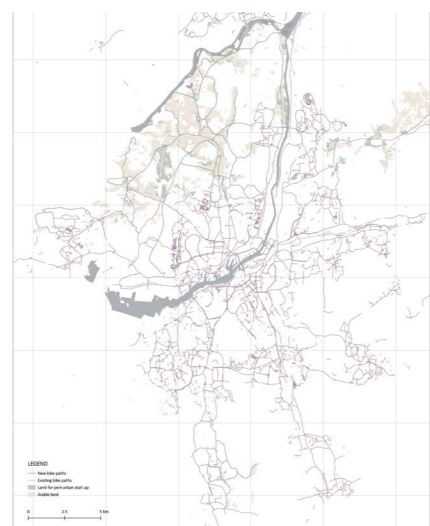 LEGEND
New bike paths
Existing bike paths
Land for peri-urban start up
Arable land
0 2.5 5 km